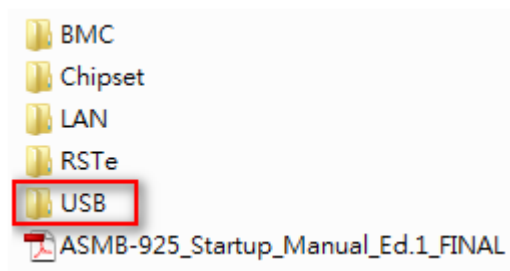 BMC
Chipset
LAN
RSTe
USB
ASMB-925_Startup_Manual_Ed.1_FINAL